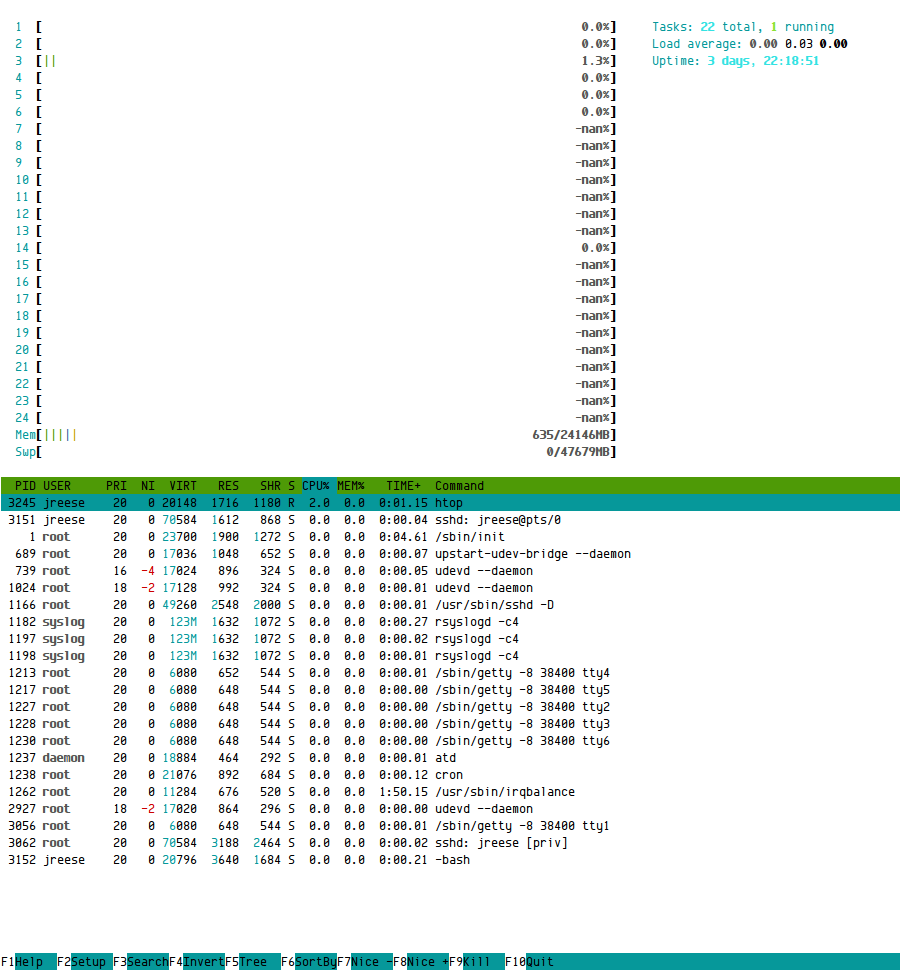 1 [ 0.0%] Tasks: 22 total, 1 running
2 [ 0.0%] Load average: 0.00 0.03 0.00
3 [|| 1.3%] Uptime: 3 days, 22:18:51
4 [ 0.0%]
5 [ 0.0%]
6 [ 0.0%]
7 [ -nan%]
8 [ -nan%]
9 [ -nan%]
10 [ -nan%]
11 [ -nan%]
12 [ -nan%]
13 [ -nan%]
14 [ 0.0%]
15 [ -nan%]
16 [ -nan%]
17 [ -nan%]
18 [ -nan%]
19 [ -nan%]
20 [ -nan%]
21 [ -nan%]
22 [ -nan%]
23 [ -nan%]
24 [ -nan%]
Mem[||||| 635/24146MB]
Swp[ 0/47679MB]
PID USER PRI NI VIRT RES SHR S CPU% MEM% TIME+ Command
3245 jreese 20 0 20148 1716 1180 R 2.0 0.0 0:01.15 htop
3151 jreese 20 0 70584 1612 868 S 0.0 0.0 0:00.04 sshd: jreese@pts/0
1 root 20 0 23700 1900 1272 S 0.0 0.0 0:04.61 /sbin/init
689 root 20 0 17036 1048 652 S 0.0 0.0 0:00.07 upstart-udev-bridge --daemon
739 root 16 -4 17024 896 324 S 0.0 0.0 0:00.05 udevd --daemon
1024 root 18 -2 17128 992 324 S 0.0 0.0 0:00.01 udevd --daemon
1166 root 20 0 49260 2548 2000 S 0.0 0.0 0:00.01 /usr/sbin/sshd -D
1182 syslog 20 0 123M 1632 1072 S 0.0 0.0 0:00.27 rsyslogd -c4
1197 syslog 20 0 123M 1632 1072 S 0.0 0.0 0:00.02 rsyslogd -c4
1198 syslog 20 0 123M 1632 1072 S 0.0 0.0 0:00.01 rsyslogd -c4
1213 root 20 0 6080 652 544 S 0.0 0.0 0:00.00 /sbin/getty -8 38400 tty4
1217 root 20 0 6080 648 544 S 0.0 0.0 0:00.00 /sbin/getty -8 38400 tty5
1227 root 20 0 6080 648 544 S 0.0 0.0 0:00.00 /sbin/getty -8 38400 tty2
1228 root 20 0 6080 648 544 S 0.0 0.0 0:00.00 /sbin/getty -8 38400 tty3
1230 root 20 0 6080 648 544 S 0.0 0.0 0:00.00 /sbin/getty -8 38400 tty6
1237 daemon 20 0 18884 464 292 S 0.0 0.0 0:00.01 atd
1238 root 20 0 21076 892 684 S 0.0 0.0 0:00.12 cron
1262 root 20 0 11284 676 520 S 0.0 0.0 1:50.15 /usr/sbin/irqbalance
2927 root 18 -2 17020 864 296 S 0.0 0.0 0:00.00 udevd --daemon
3056 root 20 0 6080 648 544 S 0.0 0.0 0:00.01 /sbin/getty -8 38400 tty1
3062 root 20 0 70584 3188 2464 S 0.0 0.0 0:00.02 sshd: jreese [priv]
3152 jreese 20 0 20796 3640 1684 S 0.0 0.0 0:00.21 -bash
F1Help F2Setup F3SearchF4InvertF5Tree F6SortByF7Nice -F8Nice +F9Kill F10Quit